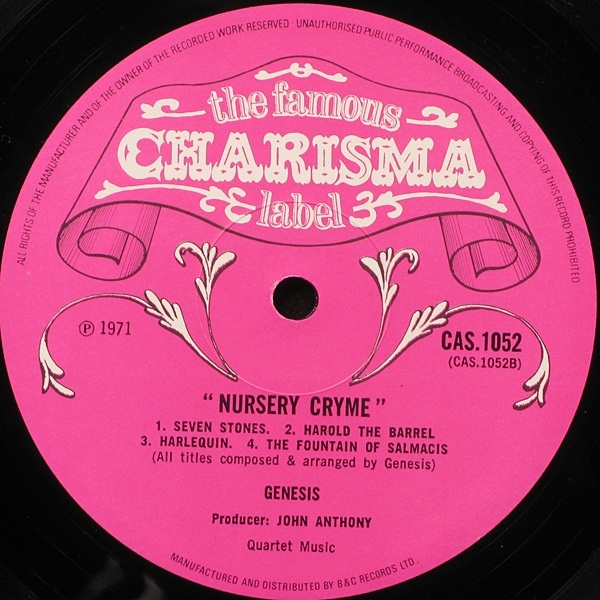 ALL RIGHTS OF THE MANUFACTURER AND OF THE OWNER OF THE RECORDED WORK RESERVED · UNAUTHORISED PUBLIC PERFORMANCE BROADCASTING AND COPYING OF THIS RECORD PROHIBITED
the famous
CHARISMA
label
℗ 1971
CAS.1052
(CAS.1052B)
“ NURSERY CRYME ”
1. SEVEN STONES. 2. HAROLD THE BARREL
3. HARLEQUIN. 4. THE FOUNTAIN OF SALMACIS
(All titles composed & arranged by Genesis)
GENESIS
Producer: JOHN ANTHONY
Quartet Music
MANUFACTURED AND DISTRIBUTED BY B&C RECORDS LTD.